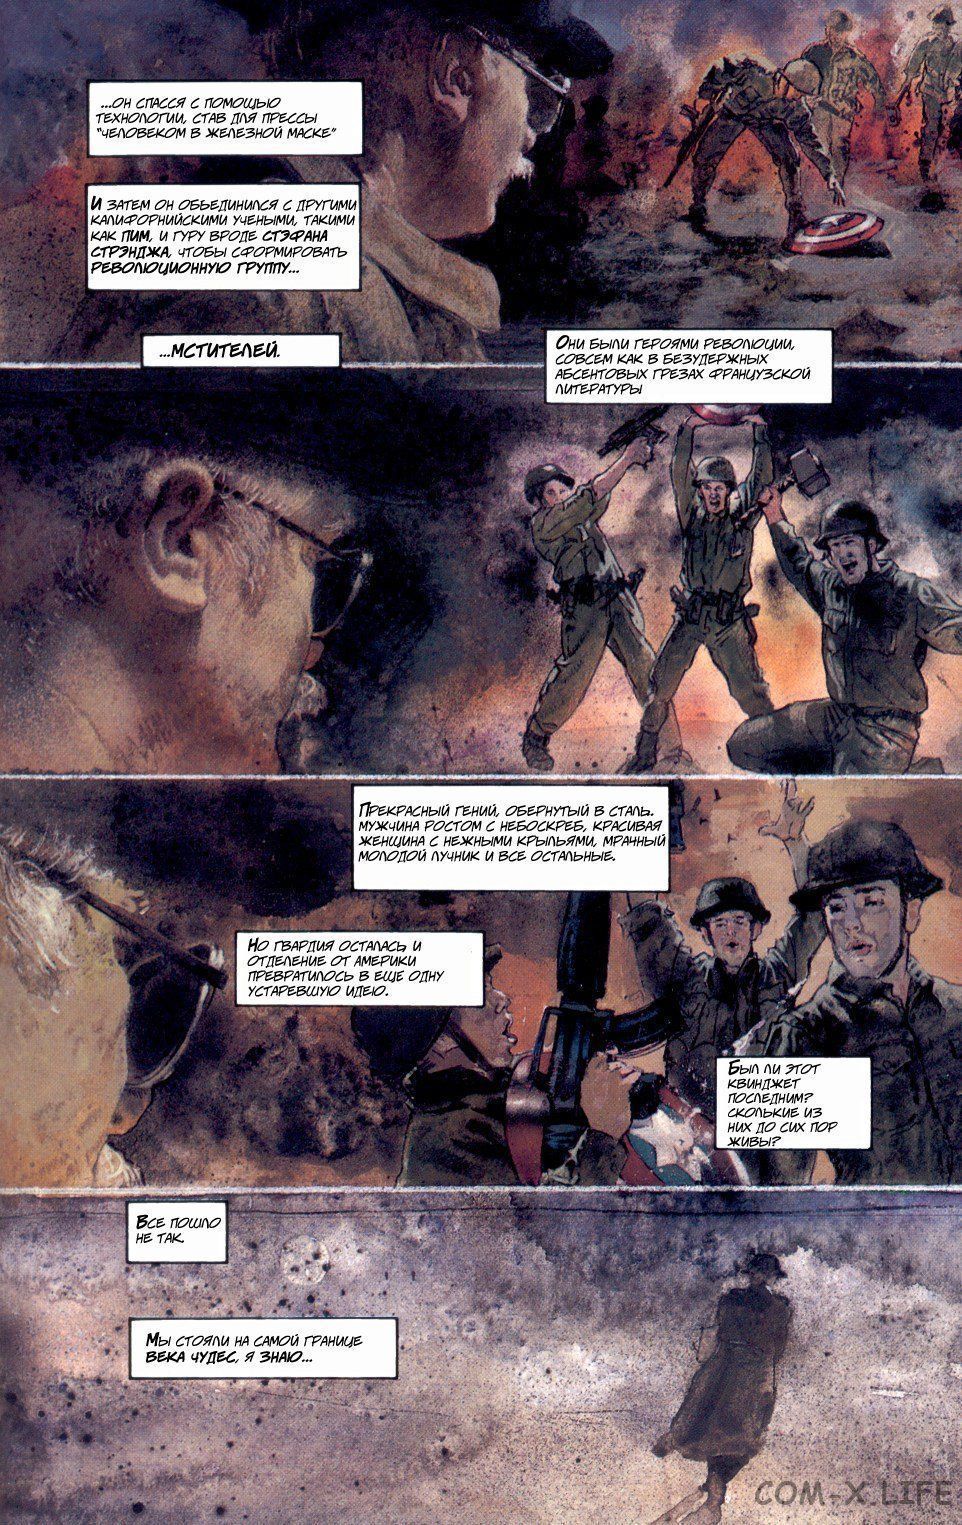 ...ОН СПАССЯ С ПОМОЩЬЮ
ТЕХНОЛОГИИ, СТАВ ДЛЯ ПРЕССЫ
"ЧЕЛОВЕКОМ В ЖЕЛЕЗНОЙ МАСКЕ"
И ЗАТЕМ ОН ОБЪЕДИНИЛСЯ С ДРУГИМИ
КАЛИФОРНИЙСКИМИ УЧЕНЫМИ, ТАКИМИ
КАК ПИМ, И ГУРУ ВРОДЕ СТЭФАНА
СТРЭНДЖА, ЧТОБЫ СФОРМИРОВАТЬ
РЕВОЛЮЦИОННУЮ ГРУППУ...
...МСТИТЕЛЕЙ.
ОНИ БЫЛИ ГЕРОЯМИ РЕВОЛЮЦИИ,
СОВСЕМ КАК В БЕЗУДЕРЖНЫХ
АБСЕНТОВЫХ ГРЕЗАХ ФРАНЦУЗСКОЙ
ЛИТЕРАТУРЫ
ПРЕКРАСНЫЙ ГЕНИЙ, ОБЕРНУТЫЙ В СТАЛЬ.
МУЖЧИНА РОСТОМ С НЕБОСКРЕБ, КРАСИВАЯ
ЖЕНЩИНА С НЕЖНЫМИ КРЫЛЬЯМИ, МРАЧНЫЙ
МОЛОДОЙ ЛУЧНИК И ВСЕ ОСТАЛЬНЫЕ.
НО ГВАРДИЯ ОСТАЛАСЬ И
ОТДЕЛЕНИЕ ОТ АМЕРИКИ
ПРЕВРАТИЛОСЬ В ЕЩЕ ОДНУ
УСТАРЕВШУЮ ИДЕЮ.
БЫЛ ЛИ ЭТОТ
КВИНДЖЕТ
ПОСЛЕДНИМ?
СКОЛЬКИЕ ИЗ
НИХ ДО СИХ ПОР
ЖИВЫ?
ВСЕ ПОШЛО
НЕ ТАК.
МЫ СТОЯЛИ НА САМОЙ ГРАНИЦЕ
ВЕКА ЧУДЕС, Я ЗНАЮ...
COM-X.LIFE